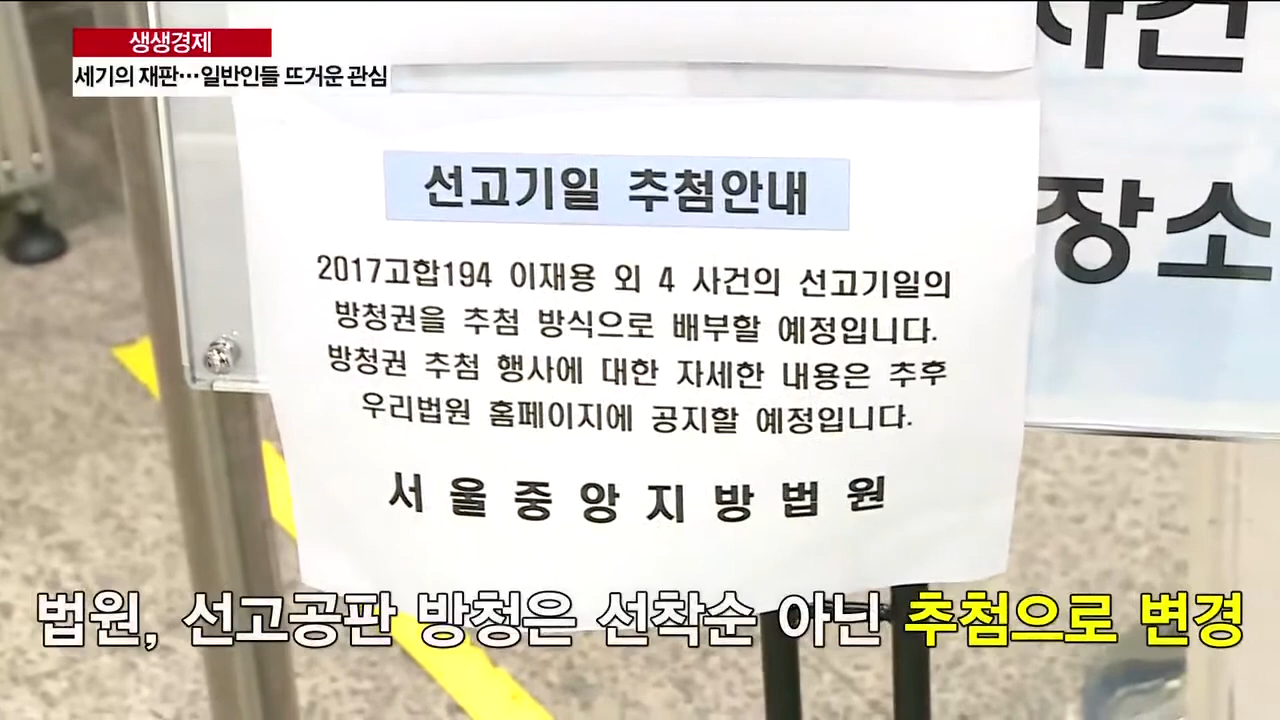 생생경제
세기의 재판…일반인들 뜨거운 관심
사건
장소
선고기일 추첨안내
2017고합194 이재용 외 4 사건의 선고기일의
방청권을 추첨 방식으로 배부할 예정입니다.
방청권 추첨 행사에 대한 자세한 내용은 추후
우리법원 홈페이지에 공지할 예정입니다.
서울중앙지방법원
법원, 선고공판 방청은 선착순 아닌 추첨으로 변경